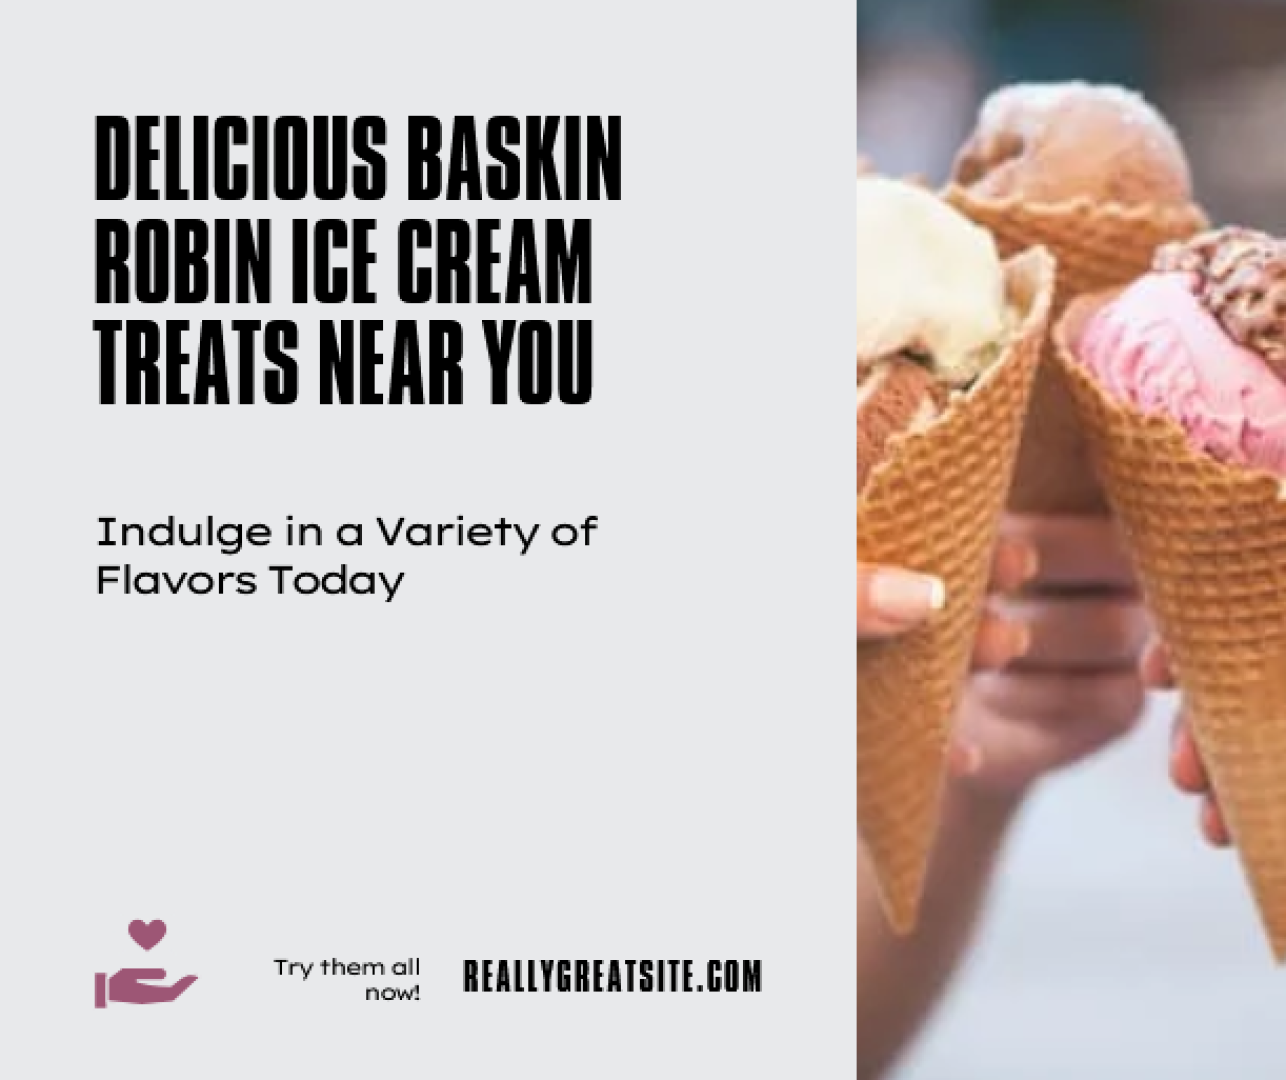 DELICIOUS BASKIN
ROBIN ICE CREAM
TREATS NEAR YOU
Indulge in a Variety of
Flavors Today
Try them all
now!
REALLYGREATSITE.COM